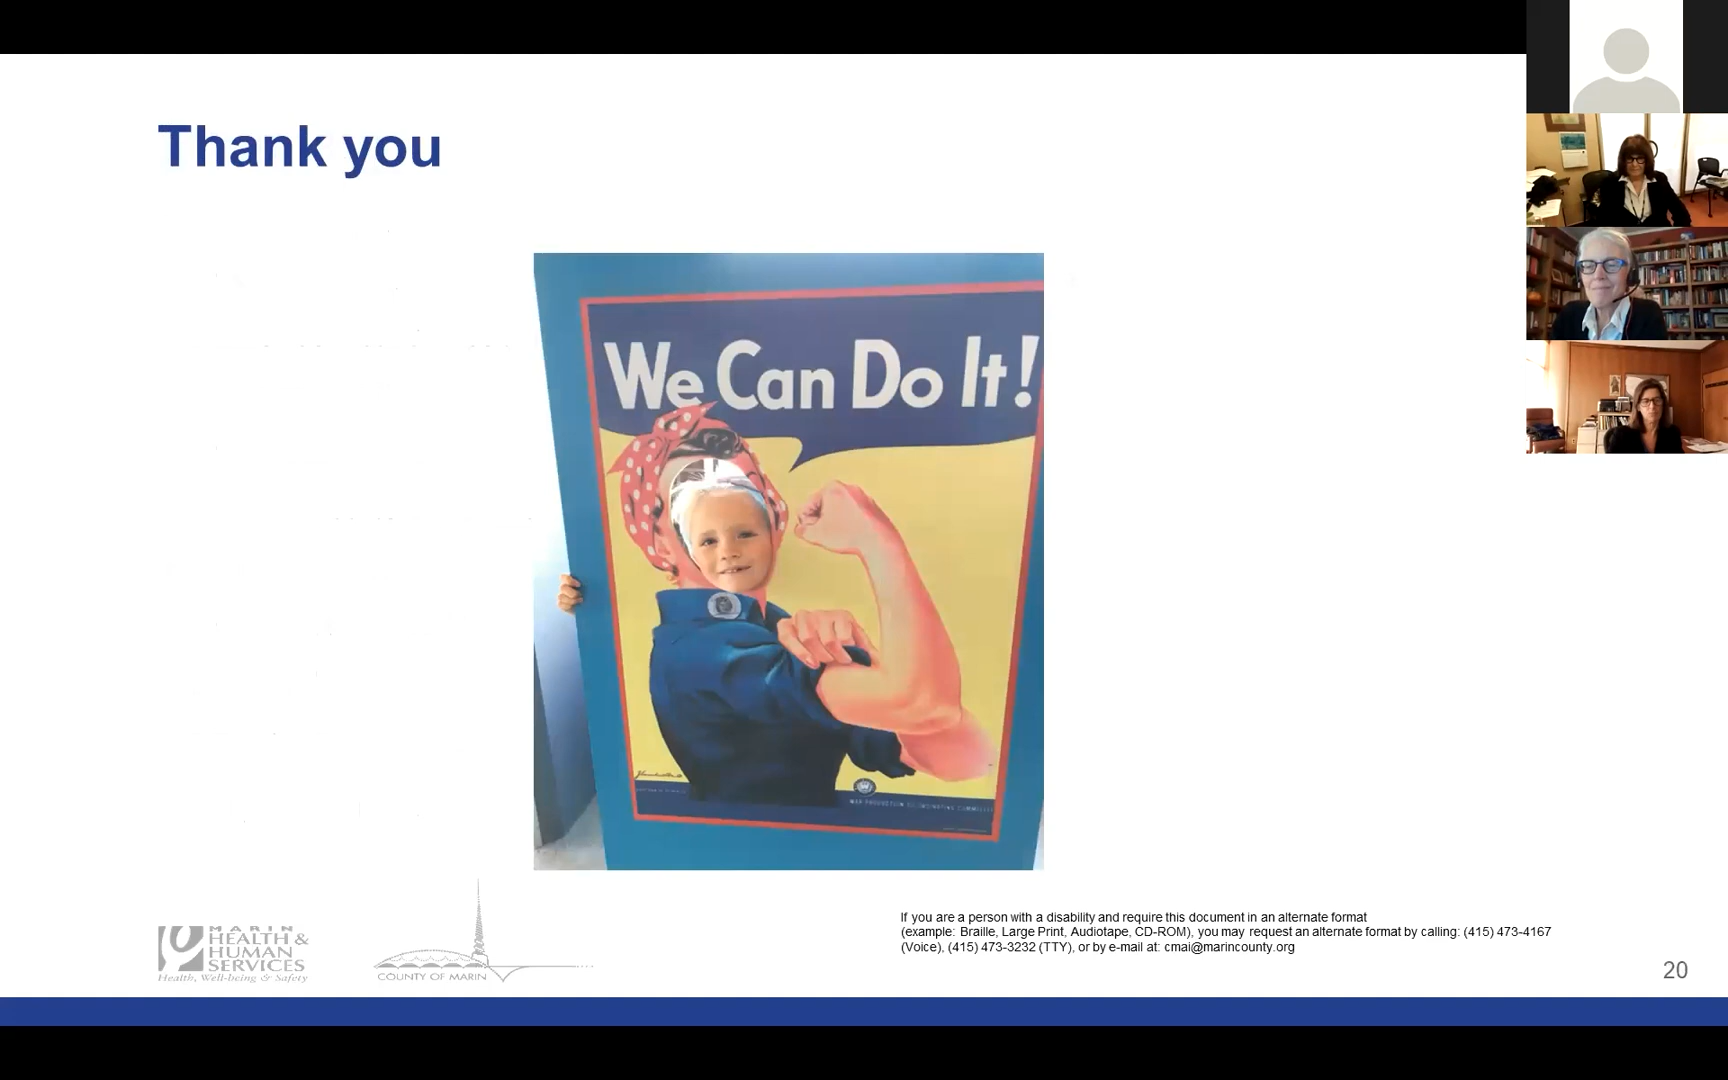 Thank you
We Can Do It!
MARIN
HEALTH &
HUMAN
SERVICES
Health, Well-being & Safety
COUNTY OF MARIN
If you are a person with a disability and require this document in an alternate format
(example: Braille, Large Print, Audiotape, CD-ROM), you may request an alternate format by calling: (415) 473-4167
(Voice), (415) 473-3232 (TTY), or by e-mail at: cmai@marincounty.org
20